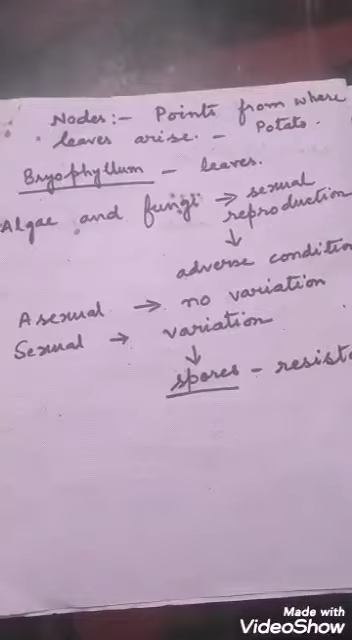 Nodes:- Points from where
leaves arise. - Potato.
Bryophyllum - leaves.
Algae and fungi → sexual
reproduction
↓
adverse condition
Asexual → no variation
Sexual → variation
↓
spores - resist
Made with
VideoShow